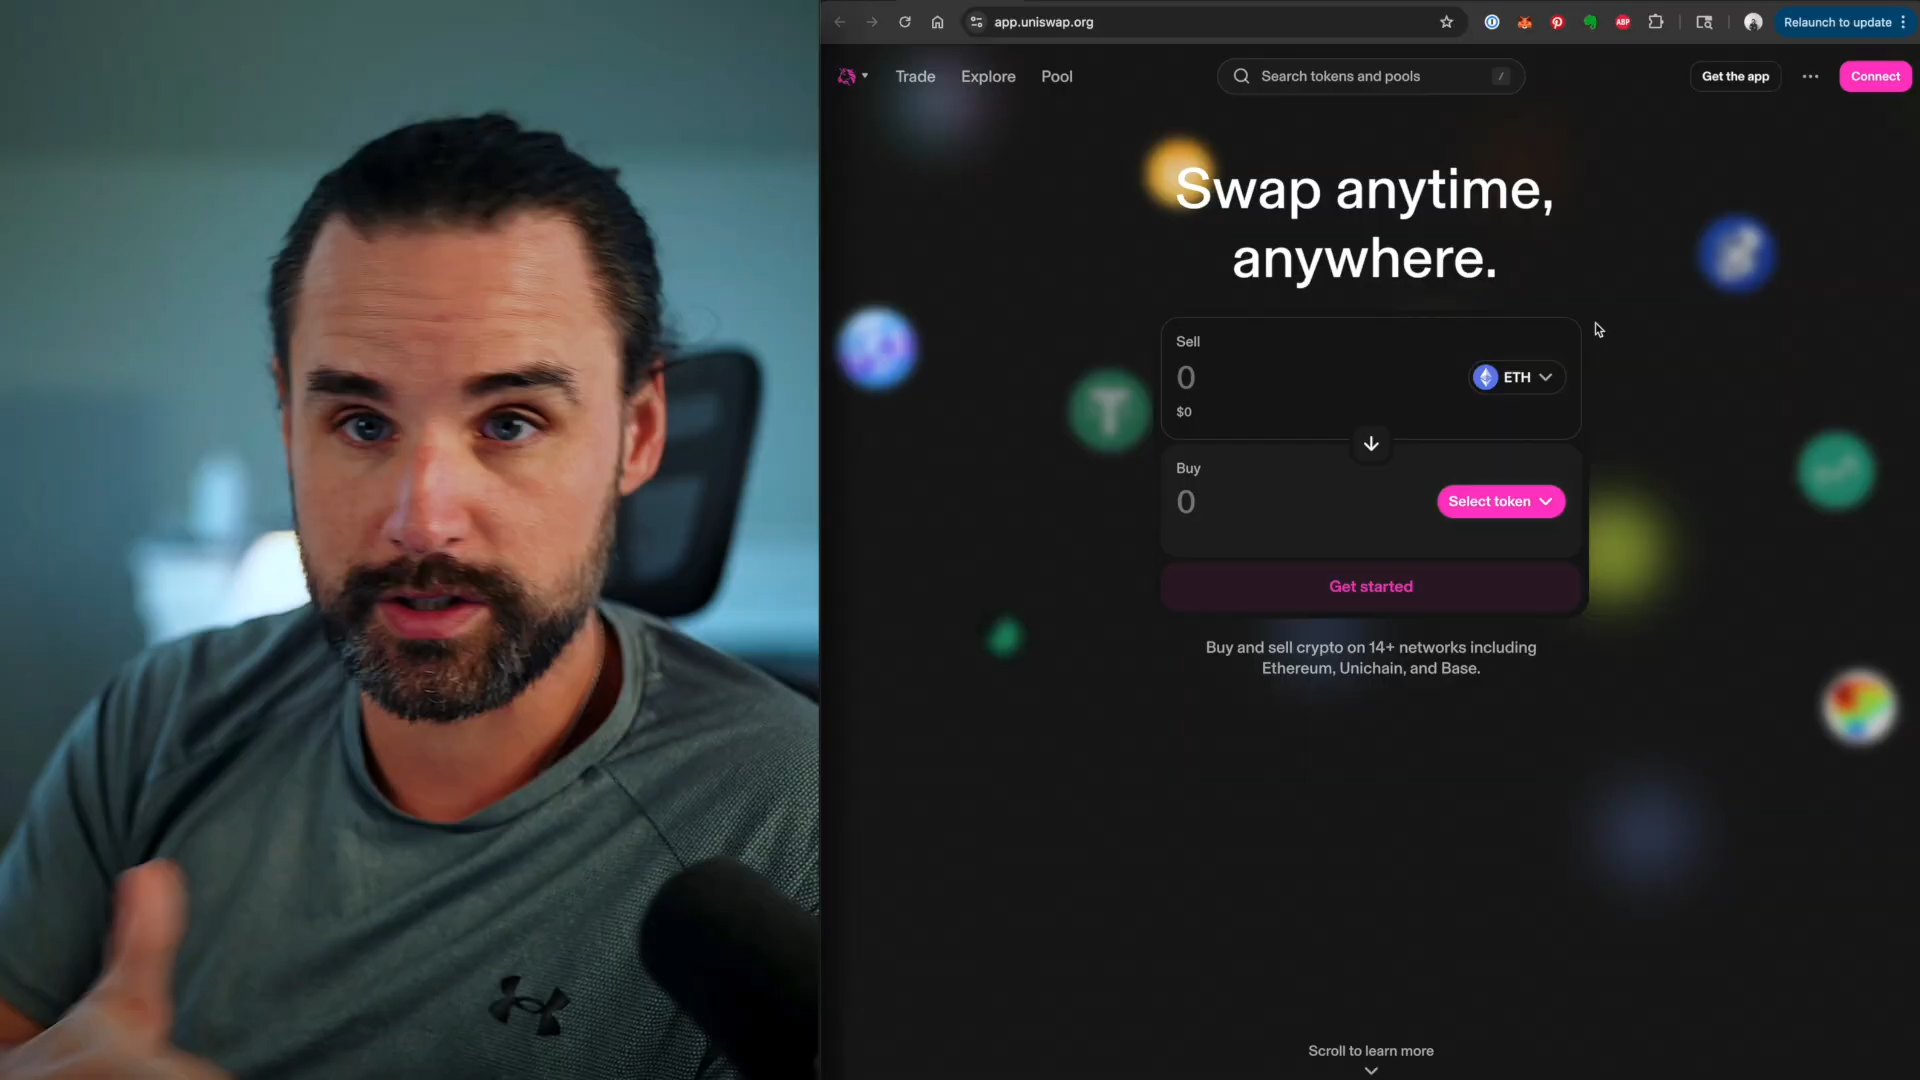 app.uniswap.org
ABP
Relaunch to update
Trade
Explore
Pool
Search tokens and pools
/
Get the app
Connect
Swap anytime,
anywhere.
Sell
0
ETH
$0
Buy
0
Select token
Get started
Buy and sell crypto on 14+ networks including
Ethereum, Unichain, and Base.
Scroll to learn more